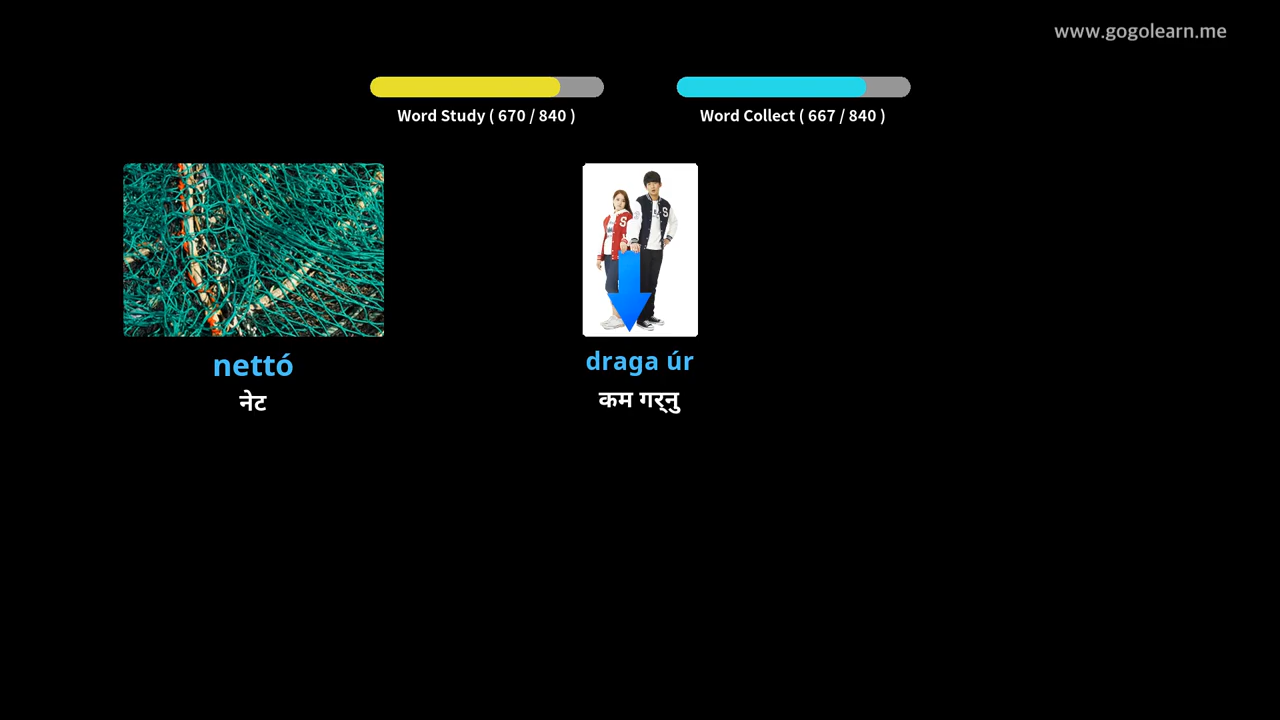 www.gogolearn.me
Word Study ( 670 / 840 )
Word Collect ( 667 / 840 )
nettó
नेट
draga úr
कम गर्नु